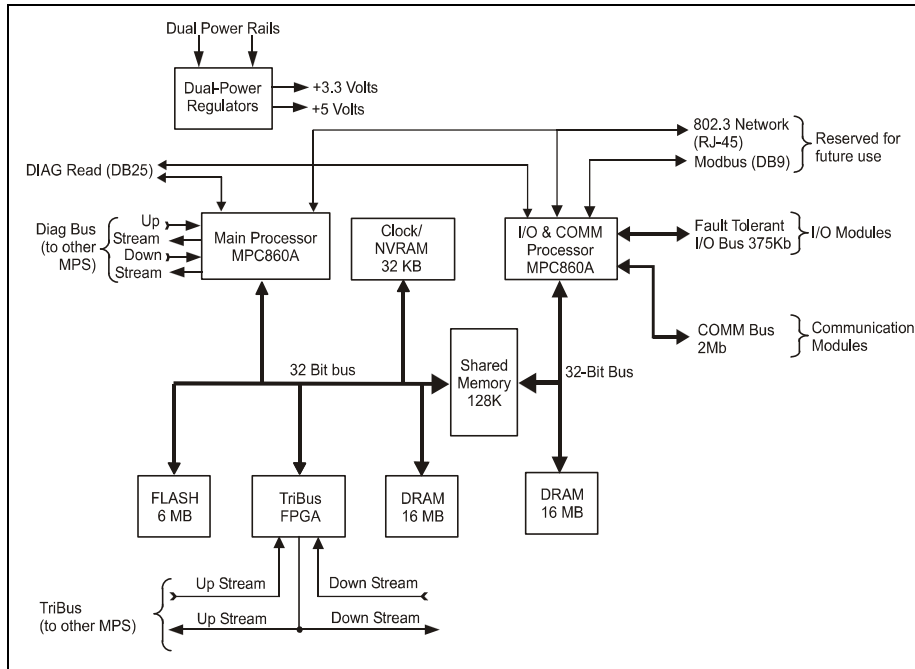 Dual Power Rails
Dual-Power
Regulators
+3.3 Volts
+5 Volts
802.3 Network
(RJ-45)
Modbus (DB9)
Reserved for
future use
DIAG Read (DB25)
Diag Bus
(to other
MPS)
Up
Stream
Down
Stream
Main Processor
MPC860A
Clock/
NVRAM
32 KB
I/O & COMM
Processor
MPC860A
Fault Tolerant
I/O Bus 375Kb
I/O Modules
COMM Bus
2Mb
Communication
Modules
32 Bit bus
Shared
Memory
128K
32-Bit Bus
FLASH
6 MB
TriBus
FPGA
DRAM
16 MB
DRAM
16 MB
TriBus
(to other MPS)
Up Stream
Down Stream
Up Stream
Down Stream